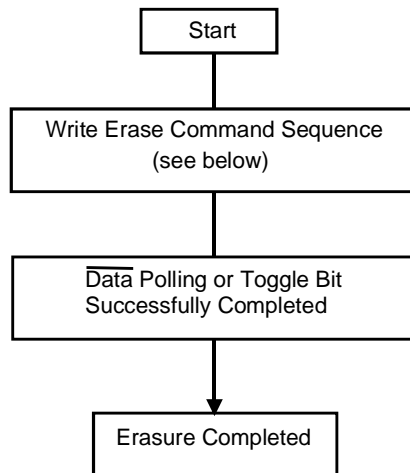 Start
Write Erase Command Sequence
(see below)
Data Polling or Toggle Bit
Successfully Completed
Erasure Completed